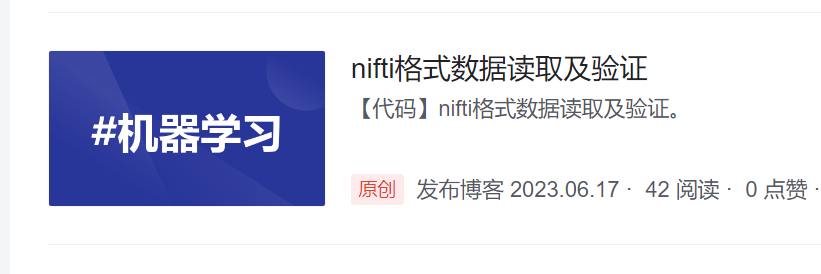 #机器学习
nifti格式数据读取及验证
【代码】nifti格式数据读取及验证。
原创 发布博客 2023.06.17 · 42 阅读 · 0 点赞 ·